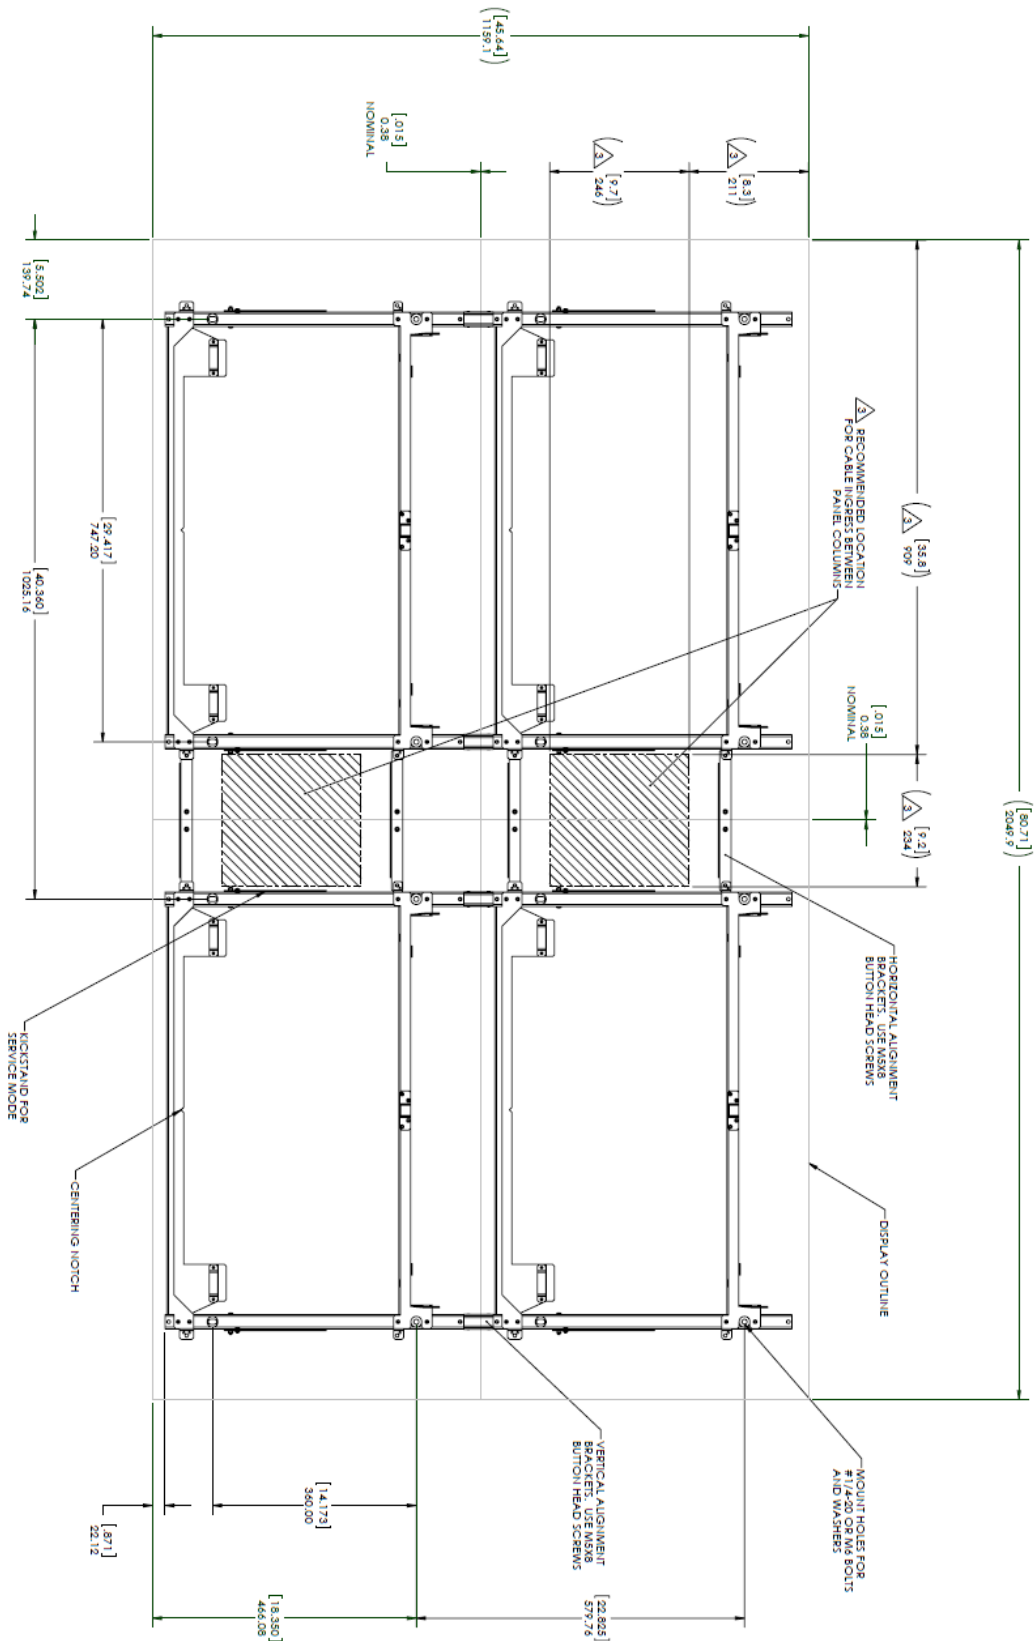 ([80.71]
2049.9)
(3 [35.8]
909)
(3 [9.2]
234)
HORIZONTAL ALIGNMENT
BRACKETS. USE M5X8
BUTTON HEAD SCREWS
DISPLAY OUTLINE
MOUNT HOLES FOR
#1/4-20 OR M6 BOLTS
AND WASHERS
[.015]
0.38
NOMINAL
3 RECOMMENDED LOCATION
FOR CABLE INGRESS BETWEEN
PANEL COLUMNS
(3 [8.3]
211)
(3 [9.7]
246)
[22.825]
579.76
VERTICAL ALIGNMENT
BRACKETS. USE M5X8
BUTTON HEAD SCREWS
([45.64]
1159.1)
[.015]
0.38
NOMINAL
[14.173]
360.00
[18.350]
466.08
[.871]
22.12
[29.417]
747.20
CENTERING NOTCH
[5.502]
139.74
[40.360]
1025.16
KICKSTAND FOR
SERVICE MODE